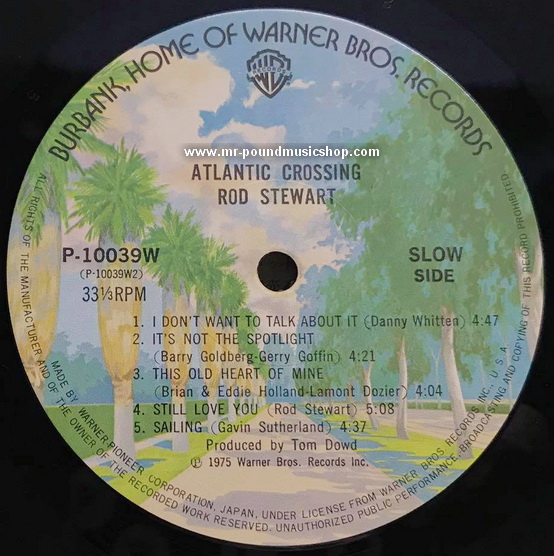 BURBANK, HOME OF WARNER BROS. RECORDS
WB
RECORDS
www.mr-poundmusicshop.com
ATLANTIC CROSSING
ROD STEWART
P-10039W
(P-10039W2)
33⅓RPM
SLOW
SIDE
1. I DON'T WANT TO TALK ABOUT IT (Danny Whitten) 4:47
2. IT'S NOT THE SPOTLIGHT
(Barry Goldberg-Gerry Goffin) 4:21
3. THIS OLD HEART OF MINE
(Brian & Eddie Holland-Lamont Dozier) 4:04
4. STILL LOVE YOU (Rod Stewart) 5:08
5. SAILING (Gavin Sutherland) 4:37
Produced by Tom Dowd
℗ 1975 Warner Bros. Records Inc.
MADE BY WARNER-PIONEER CORPORATION, JAPAN, UNDER LICENSE FROM WARNER BROS RECORDS INC., U.S.A.
ALL RIGHTS OF THE MANUFACTURER AND OF THE OWNER OF THE RECORDED WORK RESERVED. UNAUTHORIZED PUBLIC PERFORMANCE, BROADCASTING AND COPYING OF THIS RECORD PROHIBITED.